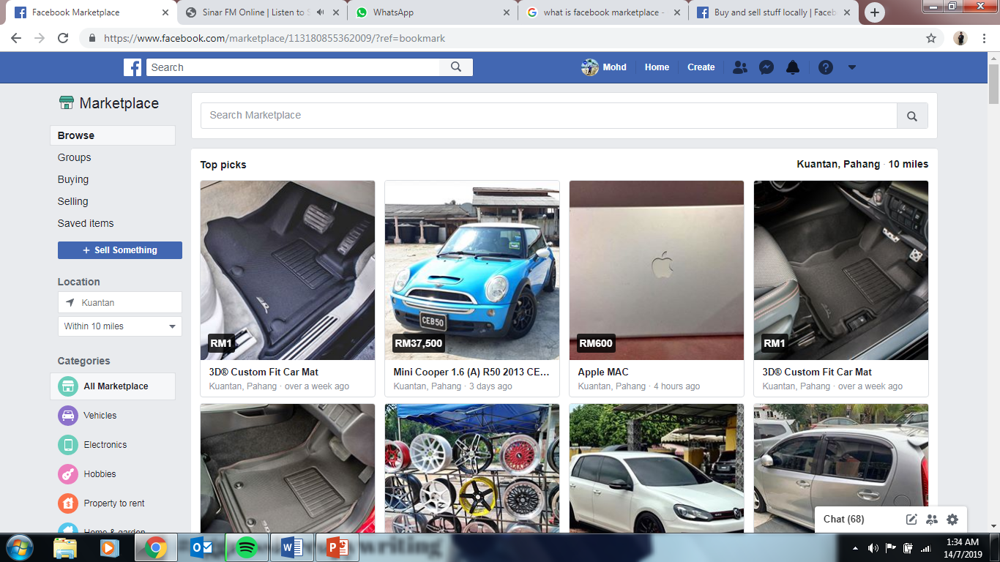 Facebook Marketplace
Sinar FM Online | Listen to S
WhatsApp
what is facebook marketplace -
Buy and sell stuff locally | Faceb
https://www.facebook.com/marketplace/113180855362009/?ref=bookmark
Search
Mohd
Home
Create
Marketplace
Search Marketplace
Browse
Groups
Buying
Selling
Saved items
+ Sell Something
Location
Kuantan
Within 10 miles
Categories
All Marketplace
Vehicles
Electronics
Hobbies
Property to rent
Home & garden
Top picks
Kuantan, Pahang · 10 miles
RM1
3D® Custom Fit Car Mat
Kuantan, Pahang · over a week ago
CEB50
RM37,500
Mini Cooper 1.6 (A) R50 2013 CE...
Kuantan, Pahang · 3 days ago
RM600
Apple MAC
Kuantan, Pahang · 4 hours ago
RM1
3D® Custom Fit Car Mat
Kuantan, Pahang · over a week ago
Chat (68)
writing
1:34 AM
14/7/2019